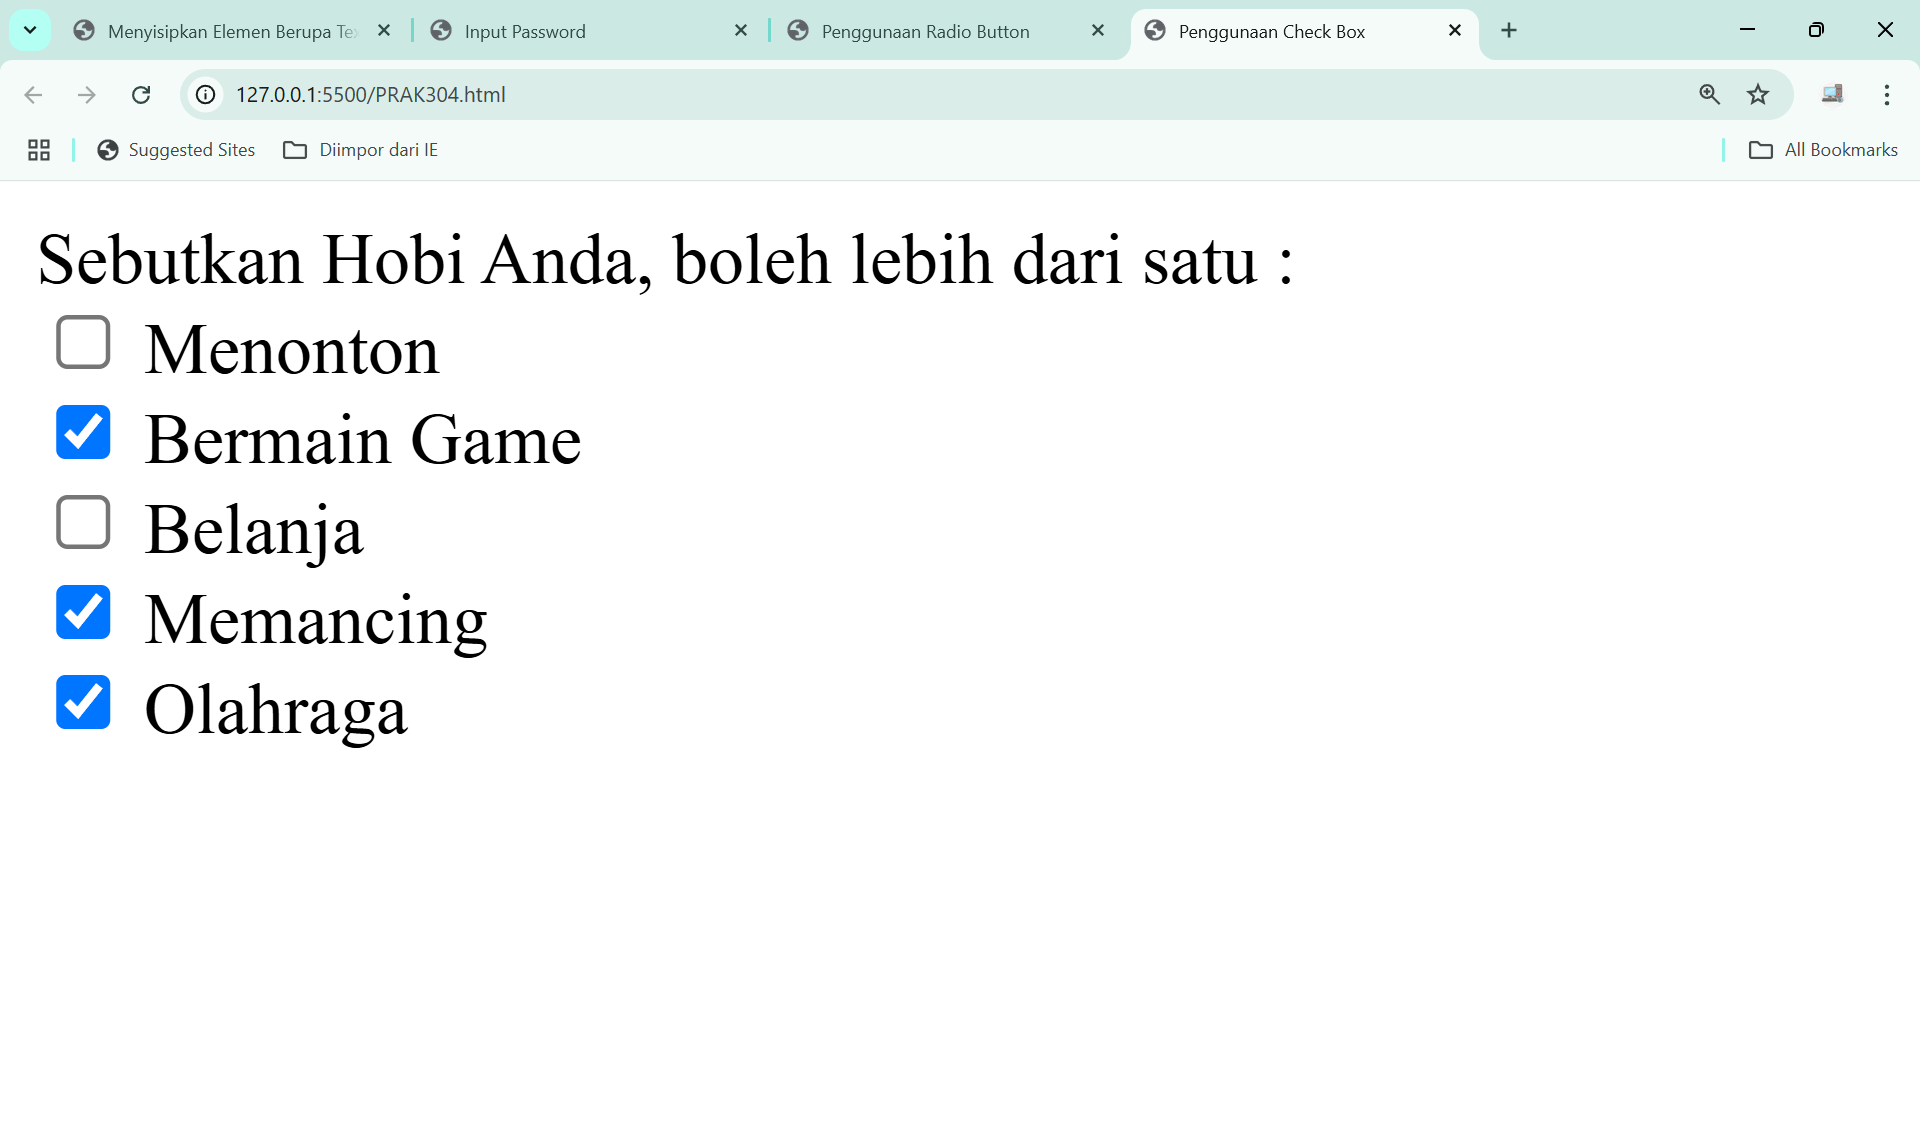 Menyisipkan Elemen Berupa Te
Input Password
Penggunaan Radio Button
Penggunaan Check Box
127.0.0.1:5500/PRAK304.html
Suggested Sites
Diimpor dari IE
All Bookmarks
Sebutkan Hobi Anda, boleh lebih dari satu :
Menonton
Bermain Game
Belanja
Memancing
Olahraga